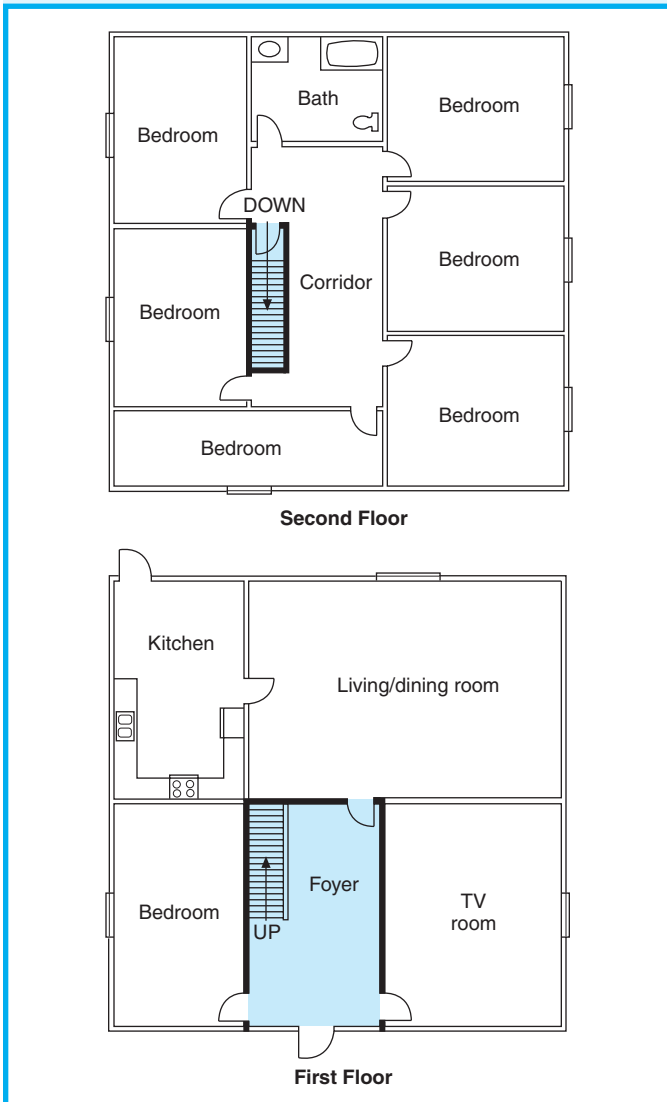 Bath
Bedroom
Bedroom
DOWN
Bedroom
Corridor
Bedroom
Bedroom
Bedroom
Second Floor
Kitchen
Living/dining room
Foyer
Bedroom
TV
room
UP
First Floor